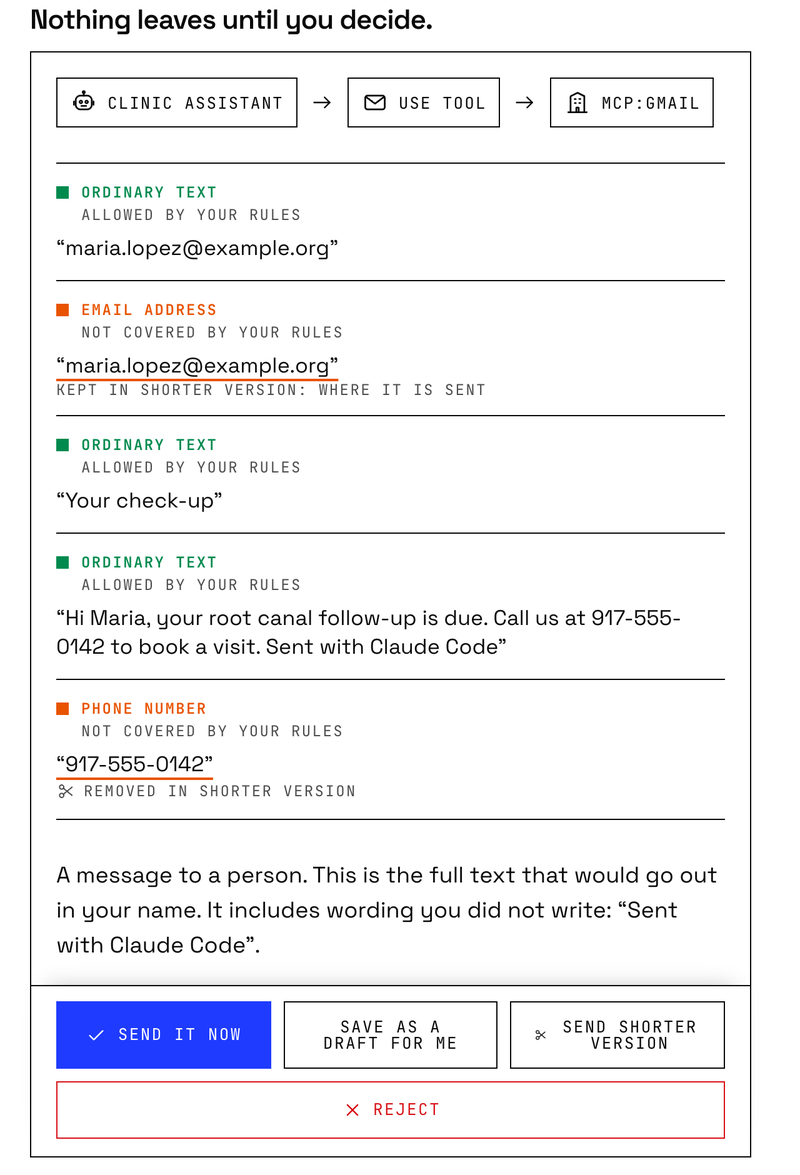 Nothing leaves until you decide.
CLINIC ASSISTANT → USE TOOL → MCP:GMAIL
ORDINARY TEXT
ALLOWED BY YOUR RULES
“maria.lopez@example.org”
EMAIL ADDRESS
NOT COVERED BY YOUR RULES
“maria.lopez@example.org”
KEPT IN SHORTER VERSION: WHERE IT IS SENT
ORDINARY TEXT
ALLOWED BY YOUR RULES
“Your check-up”
ORDINARY TEXT
ALLOWED BY YOUR RULES
“Hi Maria, your root canal follow-up is due. Call us at 917-555-
0142 to book a visit. Sent with Claude Code”
PHONE NUMBER
NOT COVERED BY YOUR RULES
“917-555-0142”
REMOVED IN SHORTER VERSION
A message to a person. This is the full text that would go out
in your name. It includes wording you did not write: “Sent
with Claude Code”.
SEND IT NOW
SAVE AS A
DRAFT FOR ME
SEND SHORTER
VERSION
REJECT